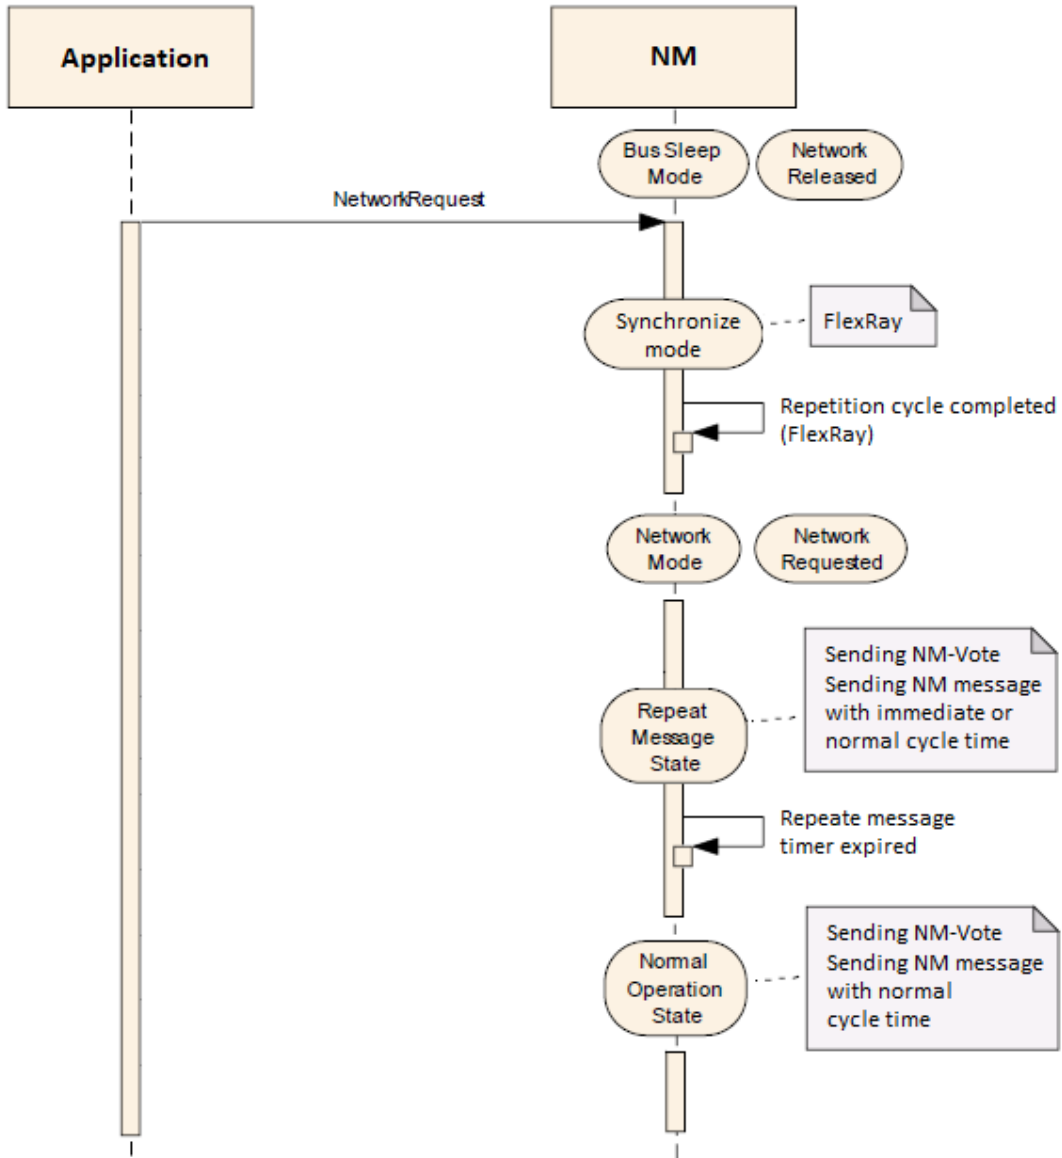 Application
NM
Bus Sleep
Mode
Network
Released
NetworkRequest
Synchronize
mode
FlexRay
Repetition cycle completed
(FlexRay)
Network
Mode
Network
Requested
Sending NM-Vote
Sending NM message
with immediate or
normal cycle time
Repeat
Message
State
Repeate message
timer expired
Sending NM-Vote
Sending NM message
with normal
cycle time
Normal
Operation
State